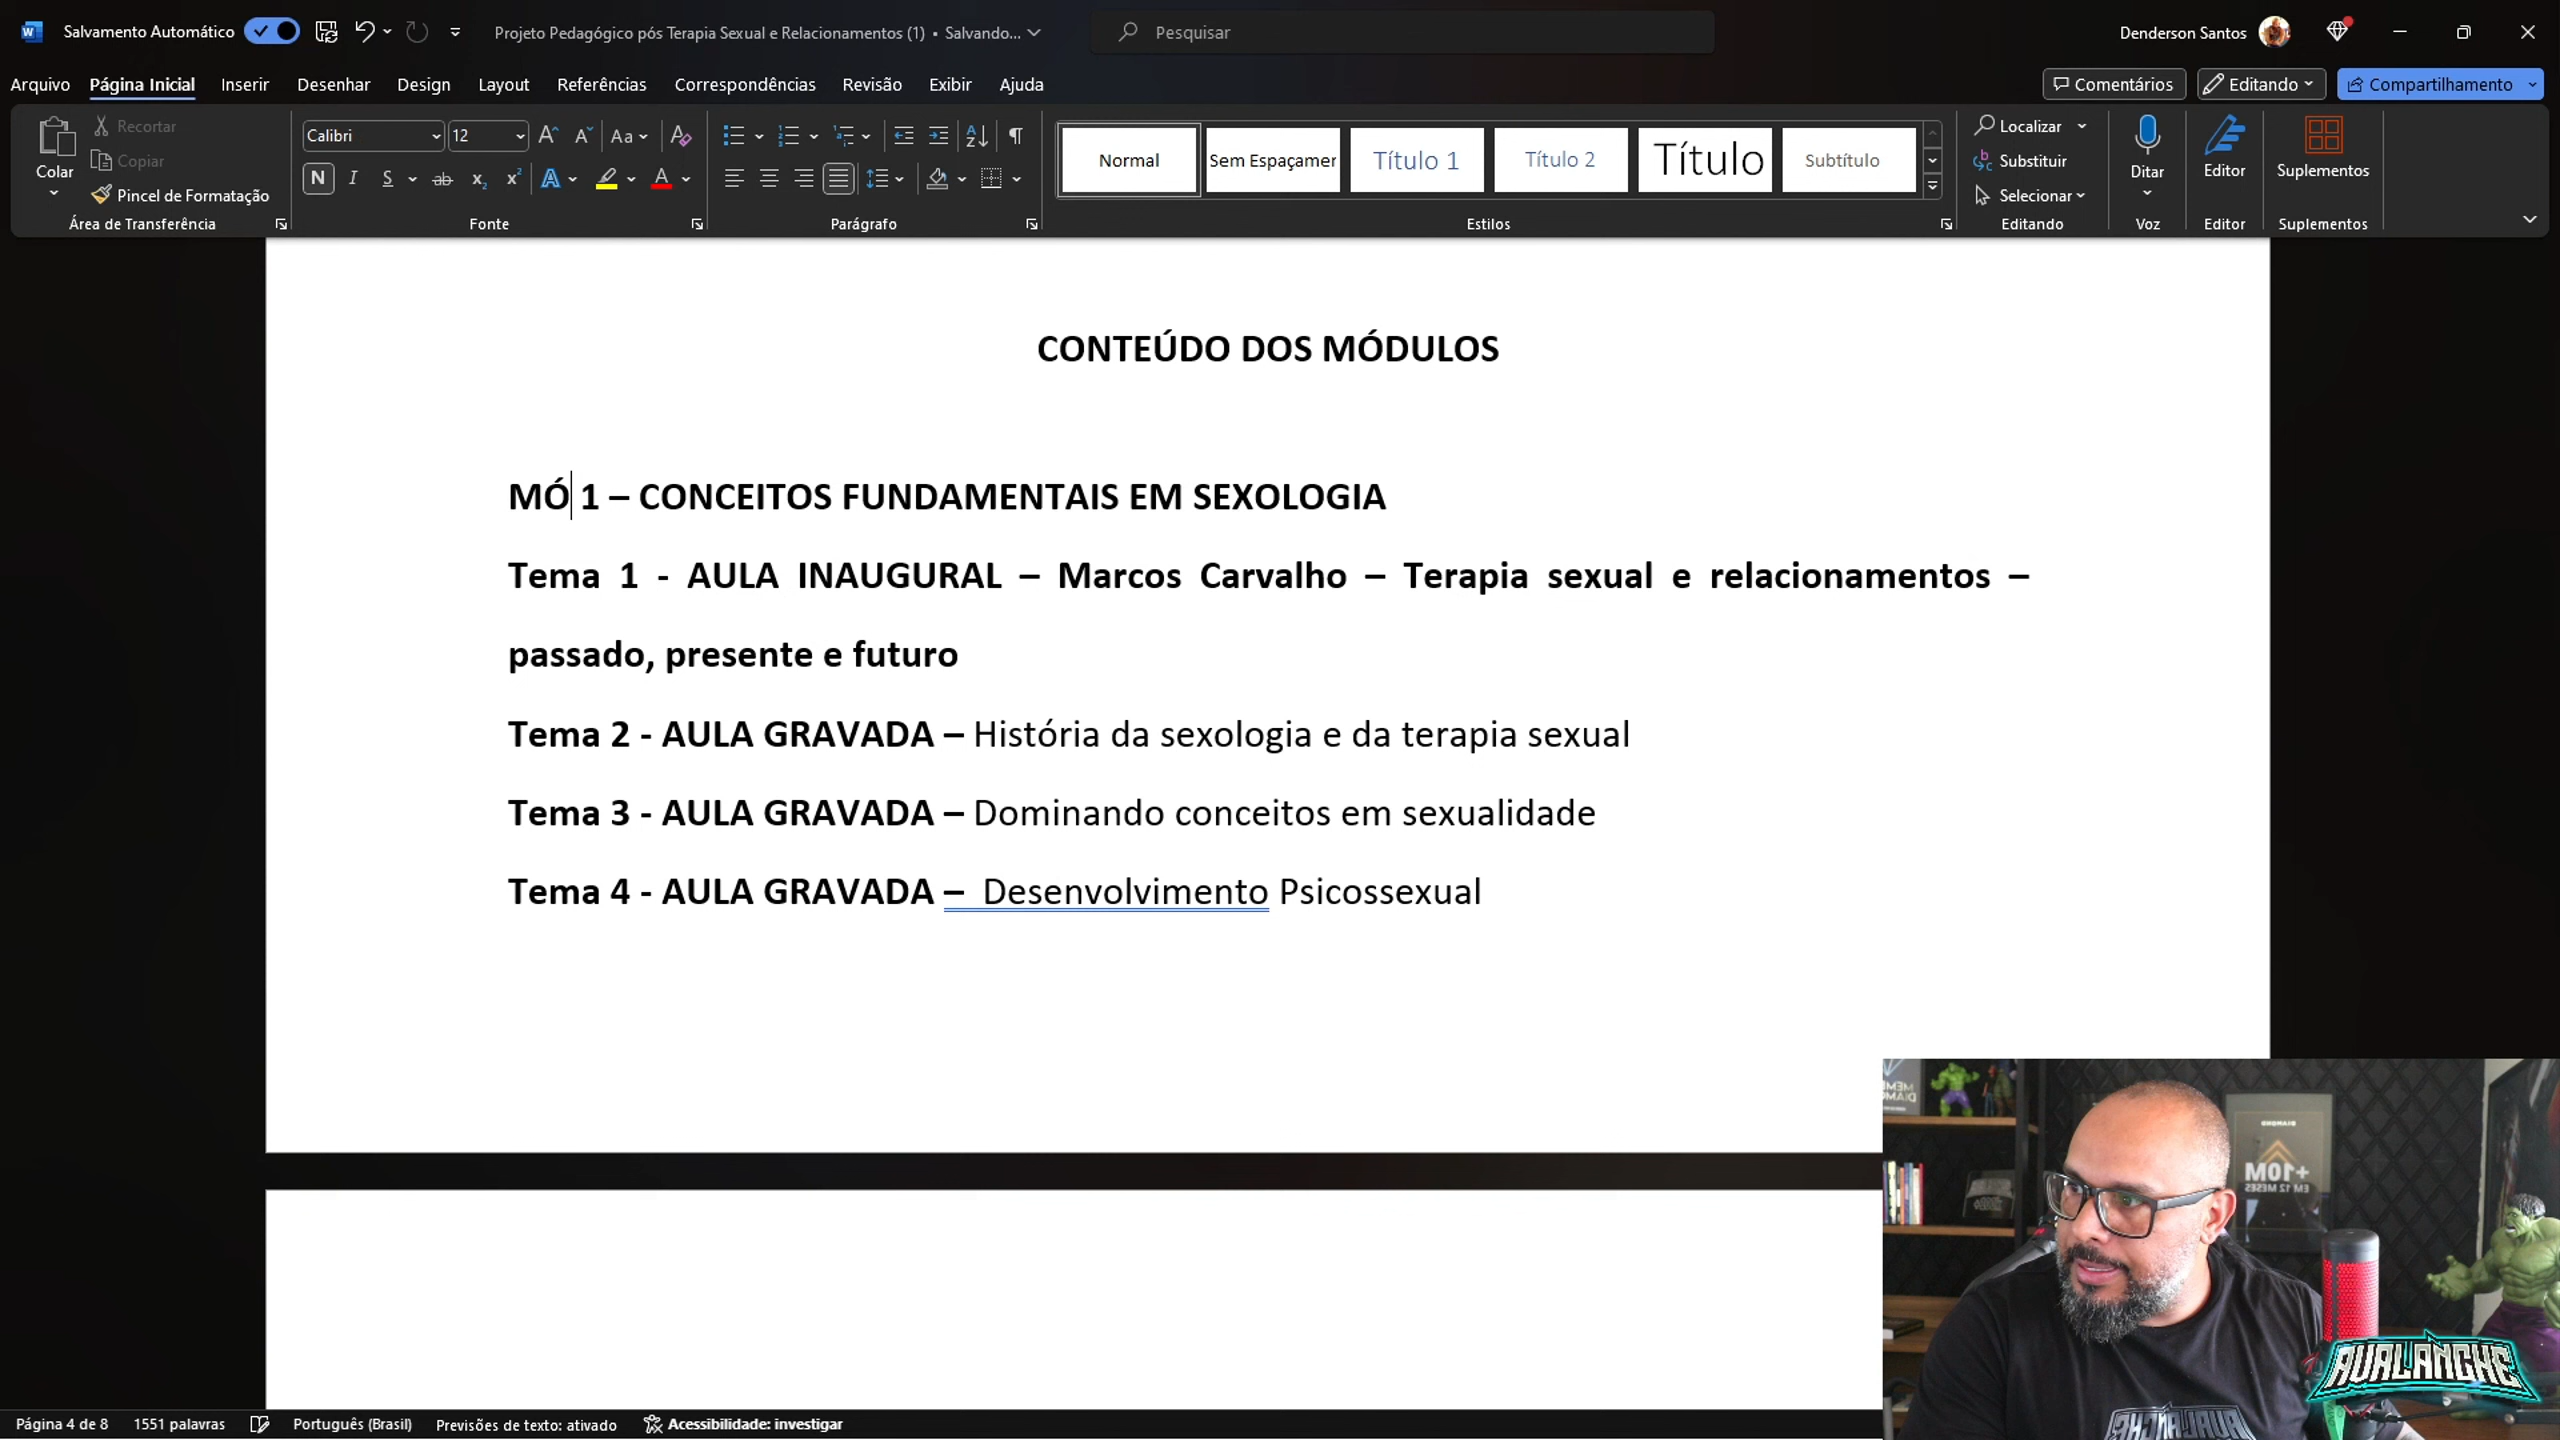 Salvamento Automático
Projeto Pedagógico pós Terapia Sexual e Relacionamentos (1) • Salvando...
Pesquisar
Denderson Santos
Arquivo
Página Inicial
Inserir
Desenhar
Design
Layout
Referências
Correspondências
Revisão
Exibir
Ajuda
Comentários
Editando
Compartilhamento
Colar
Recortar
Copiar
Pincel de Formatação
Área de Transferência
Calibri
12
Fonte
Parágrafo
Normal
Sem Espaçamer
Título 1
Título 2
Título
Subtítulo
Estilos
Localizar
Substituir
Selecionar
Editando
Ditar
Voz
Editor
Editor
Suplementos
Suplementos
CONTEÚDO DOS MÓDULOS
MÓ 1 – CONCEITOS FUNDAMENTAIS EM SEXOLOGIA
Tema 1 - AULA INAUGURAL – Marcos Carvalho – Terapia sexual e relacionamentos –
passado, presente e futuro
Tema 2 - AULA GRAVADA – História da sexologia e da terapia sexual
Tema 3 - AULA GRAVADA – Dominando conceitos em sexualidade
Tema 4 - AULA GRAVADA – Desenvolvimento Psicossexual
DIAMOND
+10M
EM 12 MESES
AVALANCHE
AVALANCHE
Página 4 de 8
1551 palavras
Português (Brasil)
Previsões de texto: ativado
Acessibilidade: investigar